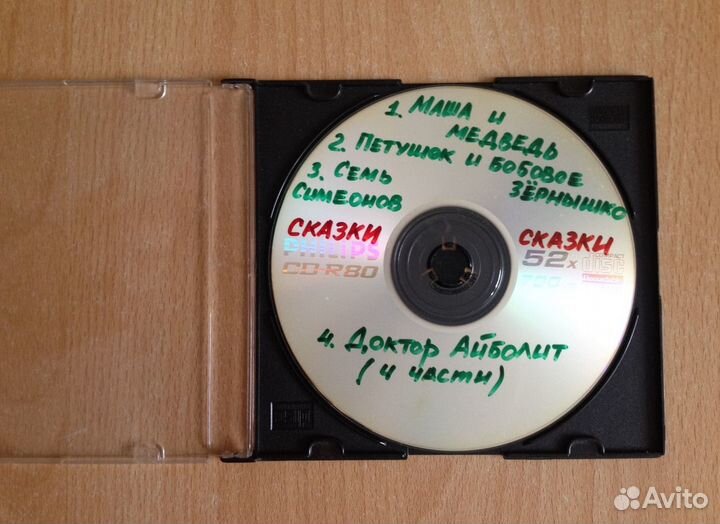 1. Маша и
медведь
2. Петушок и бобовое
зёрнышко
3. Семь
Симеонов
СКАЗКИ
СКАЗКИ
PHILIPS
CD-R80
52x
4. Доктор Айболит
(4 части)
Avito